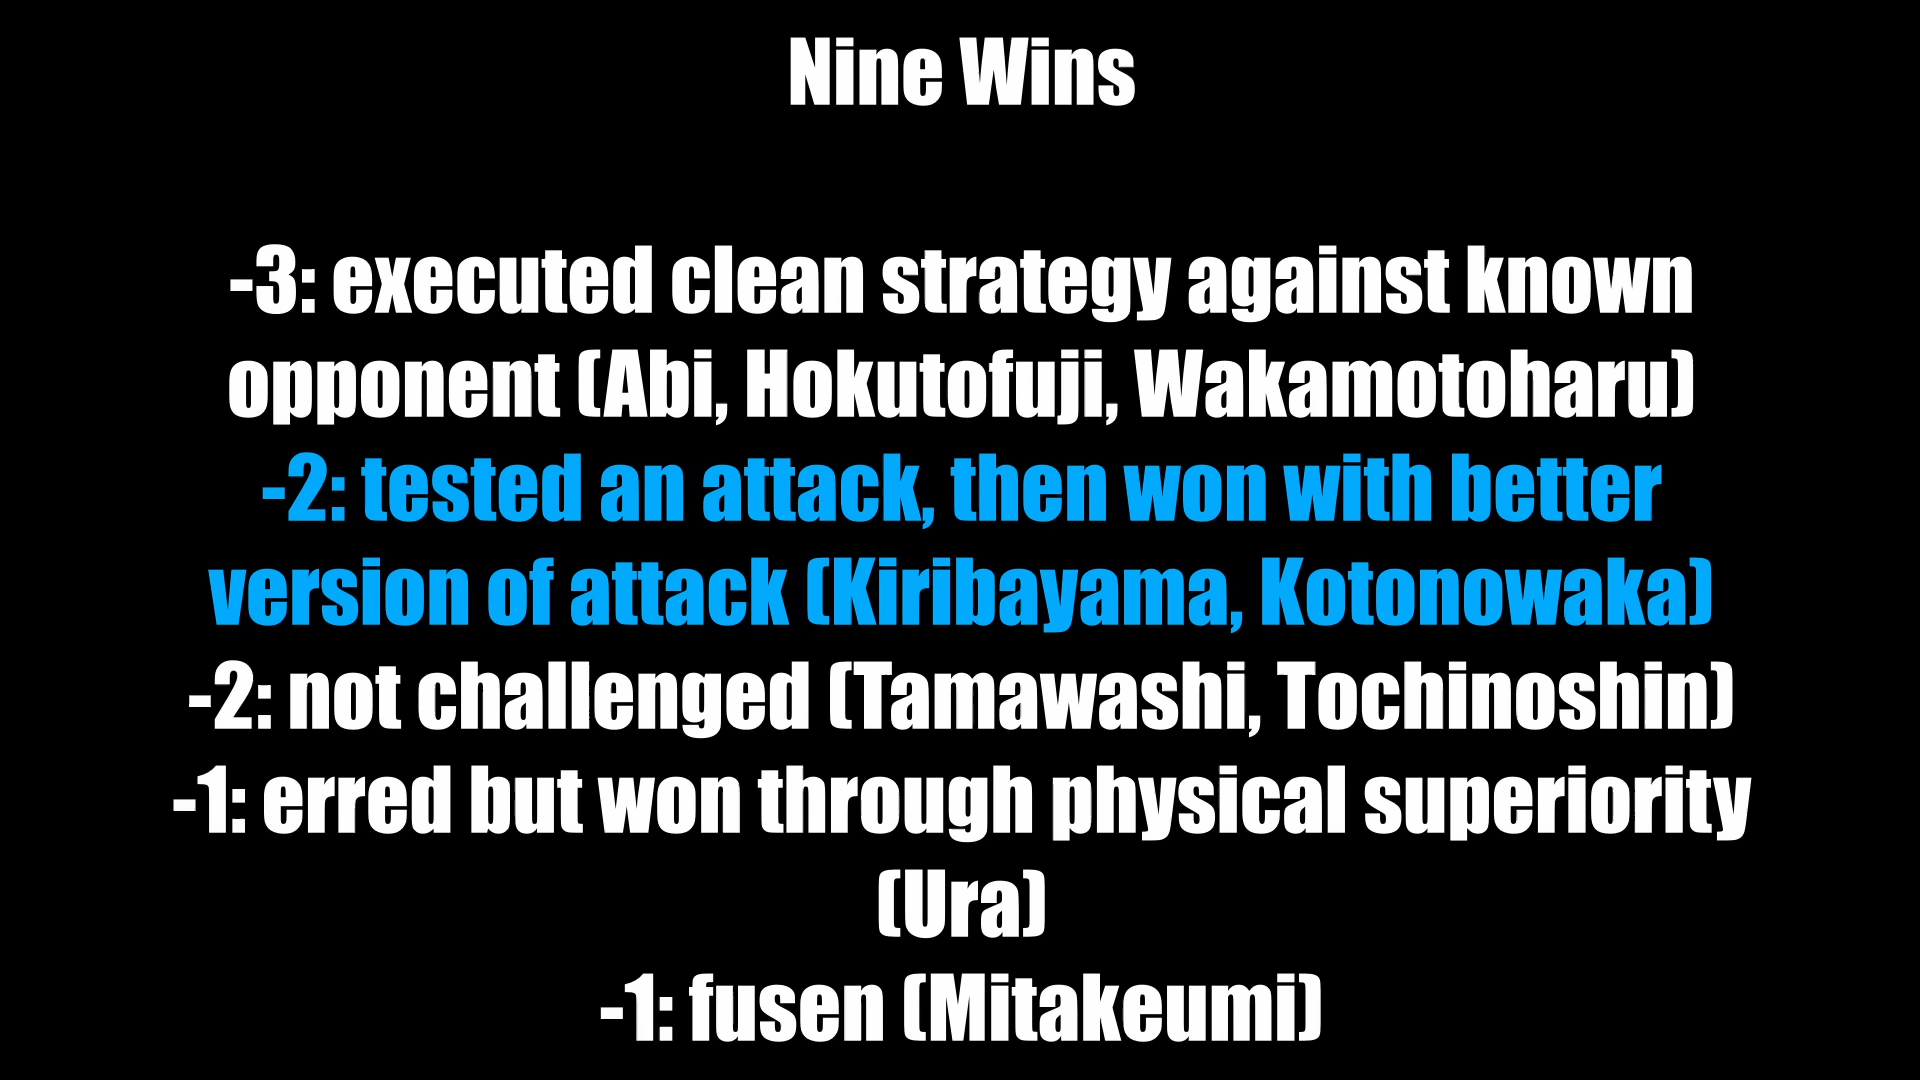 Nine Wins
-3: executed clean strategy against known
opponent (Abi, Hokutofuji, Wakamotoharu)
-2: tested an attack, then won with better
version of attack (Kiribayama, Kotonowaka)
-2: not challenged (Tamawashi, Tochinoshin)
-1: erred but won through physical superiority
(Ura)
-1: fusen (Mitakeumi)